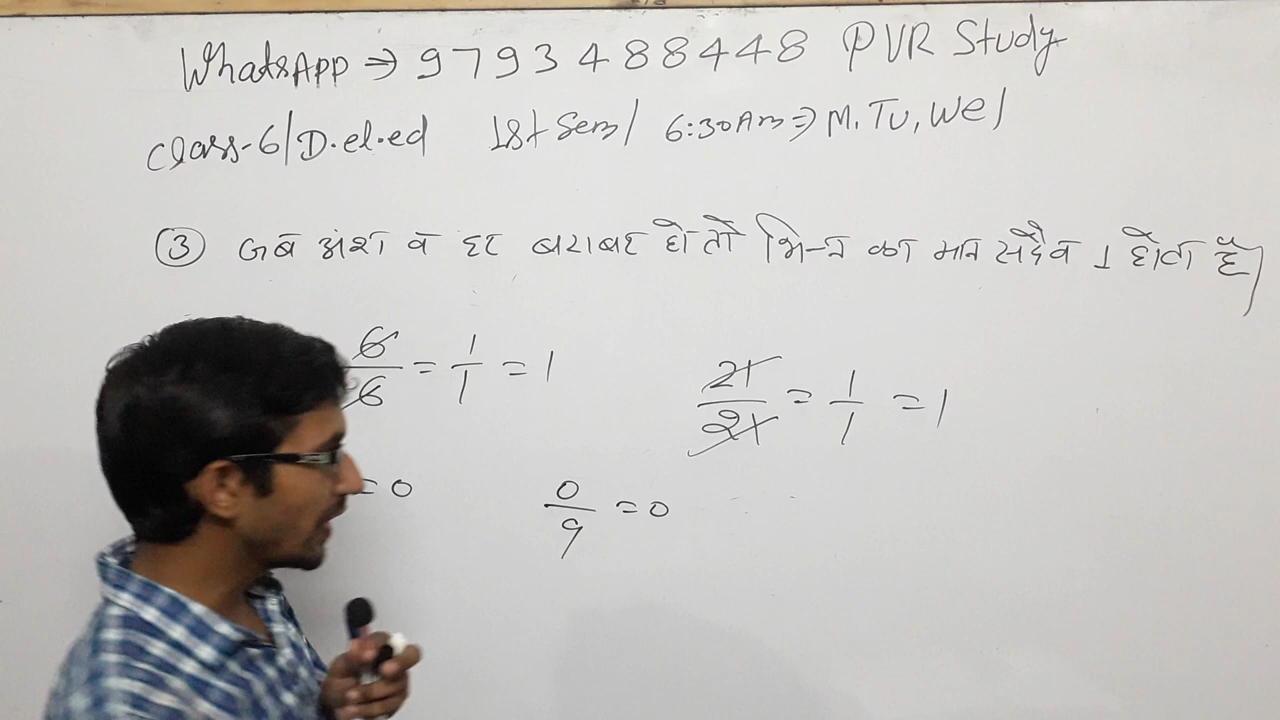 WhatsApp ⇒ 9793488448 PVR Study
Class-6/D.el.ed 1st Sem/ 6:30Am ⇒ M, Tu, We/
③ जब अंश व हर बराबर हो तो भिन्न का मान सदैव 1 होता है।
6/6 = 1/1 = 1 21/21 = 1/1 = 1
= 0 0/9 = 0